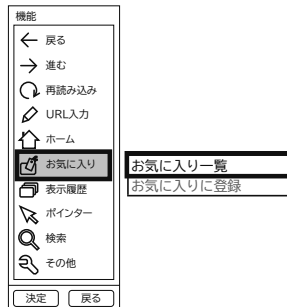 機能
戻る
進む
再読み込み
URL入力
ホーム
お気に入り
お気に入り一覧
お気に入りに登録
表示履歴
ポインター
検索
その他
決定 戻る